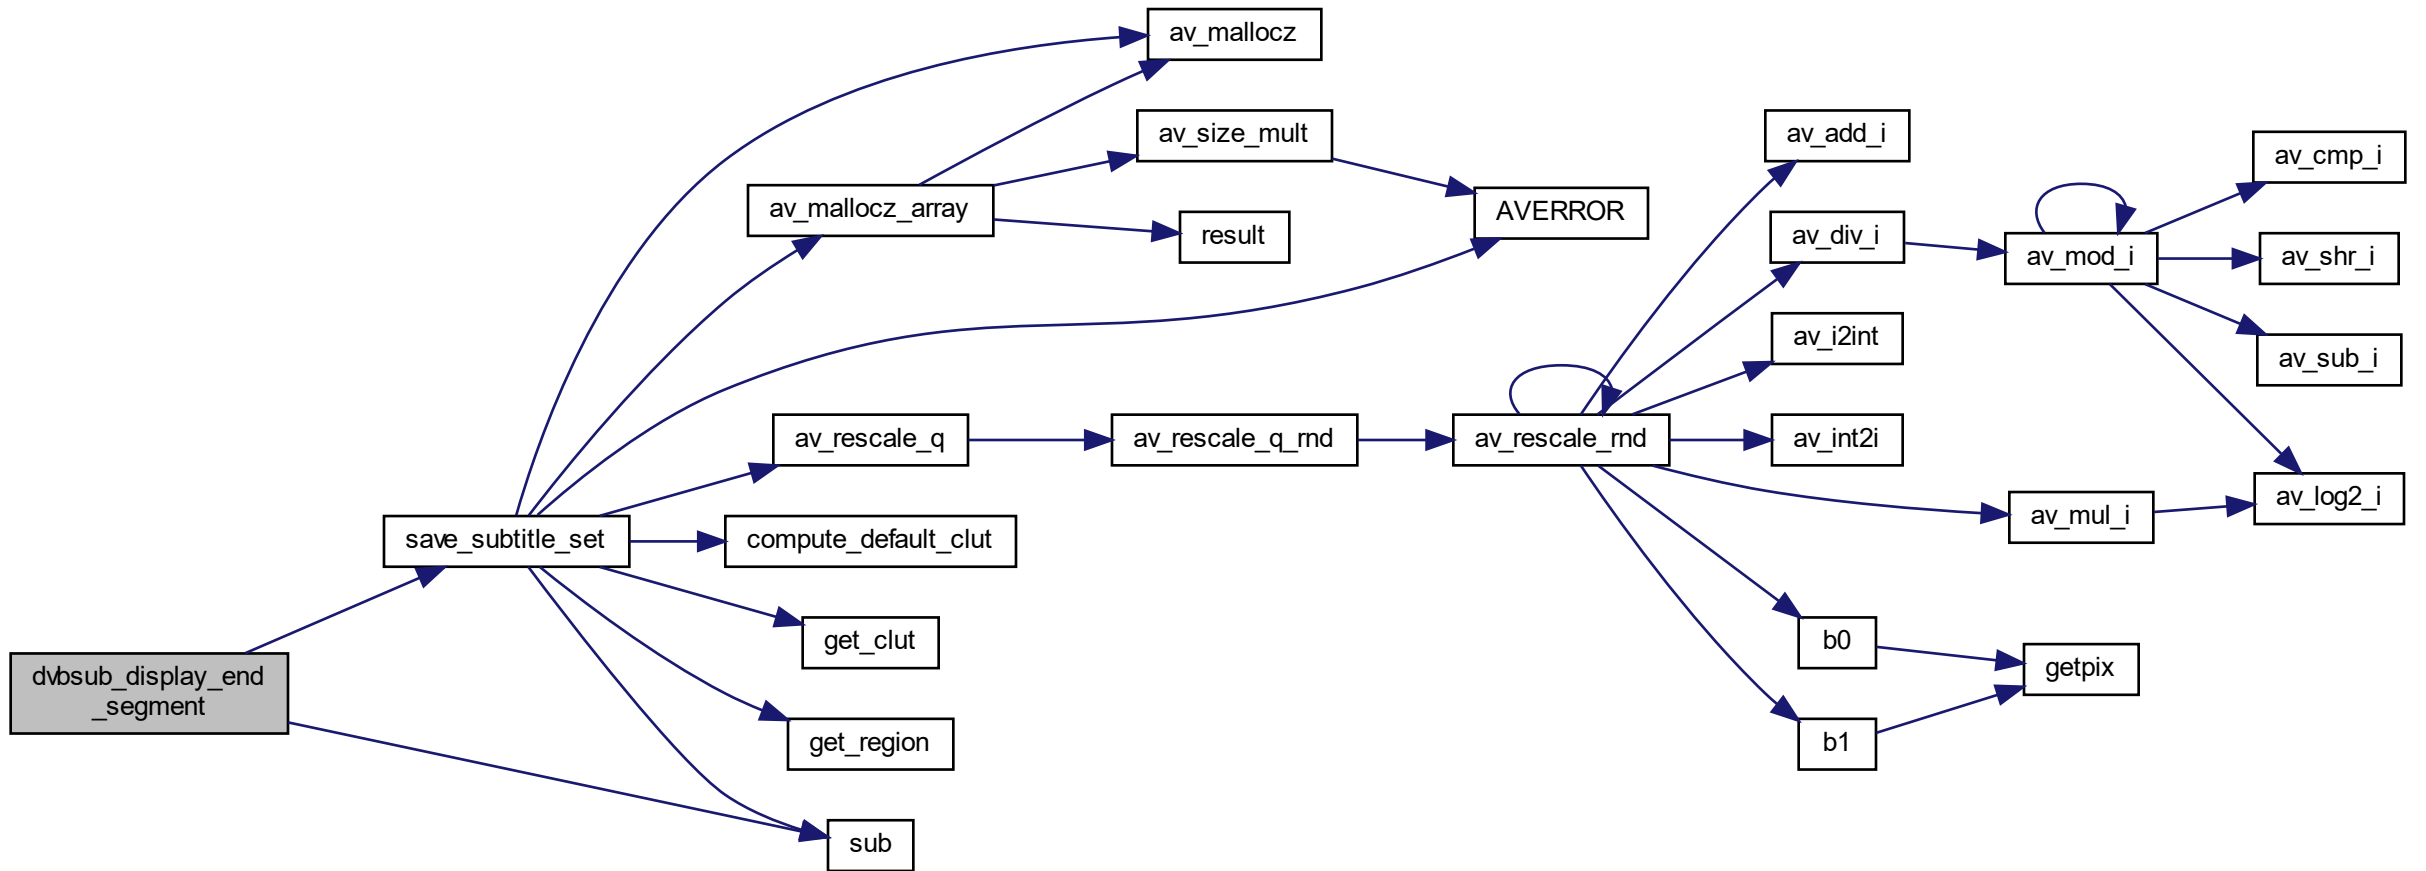 av_mallocz
av_size_mult
av_add_i
av_cmp_i
av_mallocz_array
AVERROR
result
av_div_i
av_mod_i
av_shr_i
av_i2int
av_sub_i
av_rescale_q
av_rescale_q_rnd
av_rescale_rnd
av_int2i
av_log2_i
av_mul_i
save_subtitle_set
compute_default_clut
get_clut
b0
getpix
dvbsub_display_end
_segment
get_region
b1
sub